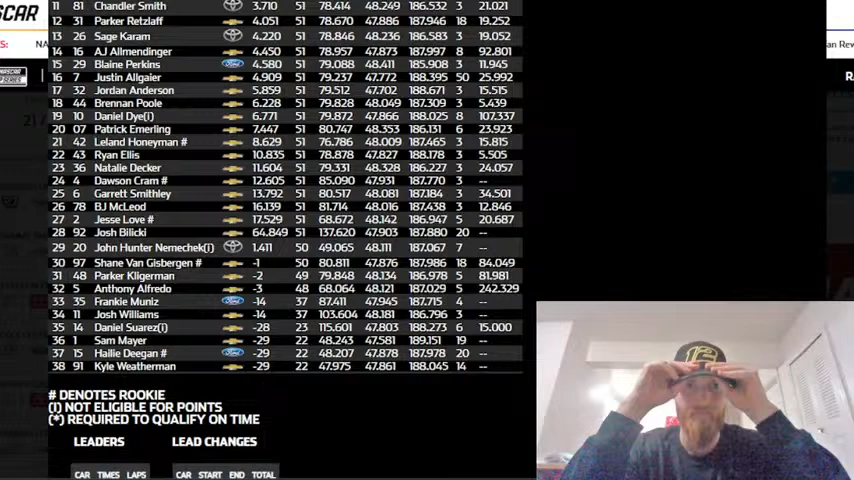 SCAR
ES: NA
an Rev
NASCAR
P SERIES
RA
2) /
11 81 Chandler Smith 3.710 51 78.414 48.249 186.532 3 21.021
12 31 Parker Retzlaff 4.051 51 78.670 47.886 187.946 18 19.252
13 26 Sage Karam 4.220 51 78.846 48.236 186.583 3 19.052
14 16 AJ Allmendinger 4.450 51 78.957 47.873 187.997 8 92.801
15 29 Blaine Perkins 4.580 51 79.088 48.411 185.908 3 11.945
16 7 Justin Allgaier 4.909 51 79.237 47.772 188.395 50 25.992
17 32 Jordan Anderson 5.859 51 79.512 47.702 188.671 3 15.515
18 44 Brennan Poole 6.228 51 79.828 48.049 187.309 3 5.439
19 10 Daniel Dye(i) 6.771 51 79.872 47.866 188.025 8 107.337
20 07 Patrick Emerling 7.447 51 80.747 48.353 186.131 6 23.923
21 42 Leland Honeyman # 8.629 51 76.786 48.009 187.465 3 15.815
22 43 Ryan Ellis 10.835 51 78.878 47.827 188.178 3 5.505
23 36 Natalie Decker 11.604 51 79.331 48.328 186.227 3 24.057
24 4 Dawson Cram # 12.605 51 85.090 47.931 187.770 3 --
25 6 Garrett Smithley 13.792 51 80.517 48.081 187.184 3 34.501
26 78 BJ McLeod 16.139 51 81.714 48.016 187.438 3 12.846
27 2 Jesse Love # 17.529 51 68.672 48.142 186.947 5 20.687
28 92 Josh Bilicki 64.849 51 137.620 47.903 187.880 20 --
29 20 John Hunter Nemechek(i) 1.411 50 49.065 48.111 187.067 7 --
30 97 Shane Van Gisbergen # -1 50 80.811 47.876 187.986 18 84.049
31 48 Parker Kligerman -2 49 79.848 48.134 186.978 5 81.981
32 5 Anthony Alfredo -3 48 68.064 48.121 187.029 5 242.329
33 35 Frankie Muniz -14 37 87.411 47.945 187.715 4 --
34 11 Josh Williams -14 37 103.604 48.181 186.796 3 --
35 14 Daniel Suarez(i) -28 23 115.601 47.803 188.273 6 15.000
36 1 Sam Mayer -29 22 48.243 47.581 189.151 19 --
37 15 Hailie Deegan # -29 22 48.207 47.878 187.978 20 --
38 91 Kyle Weatherman -29 22 47.975 47.861 188.045 14 --
# DENOTES ROOKIE
(i) NOT ELIGIBLE FOR POINTS
(*) REQUIRED TO QUALIFY ON TIME
LEADERS LEAD CHANGES
CAR TIMES LAPS CAR START END TOTAL
Ford
Ford
Ford
12